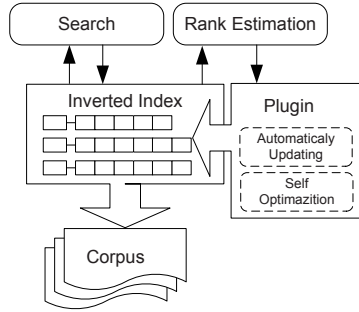 Search
Rank Estimation
Inverted Index
Plugin
Automaticaly
Updating
Self
Optimazition
Corpus